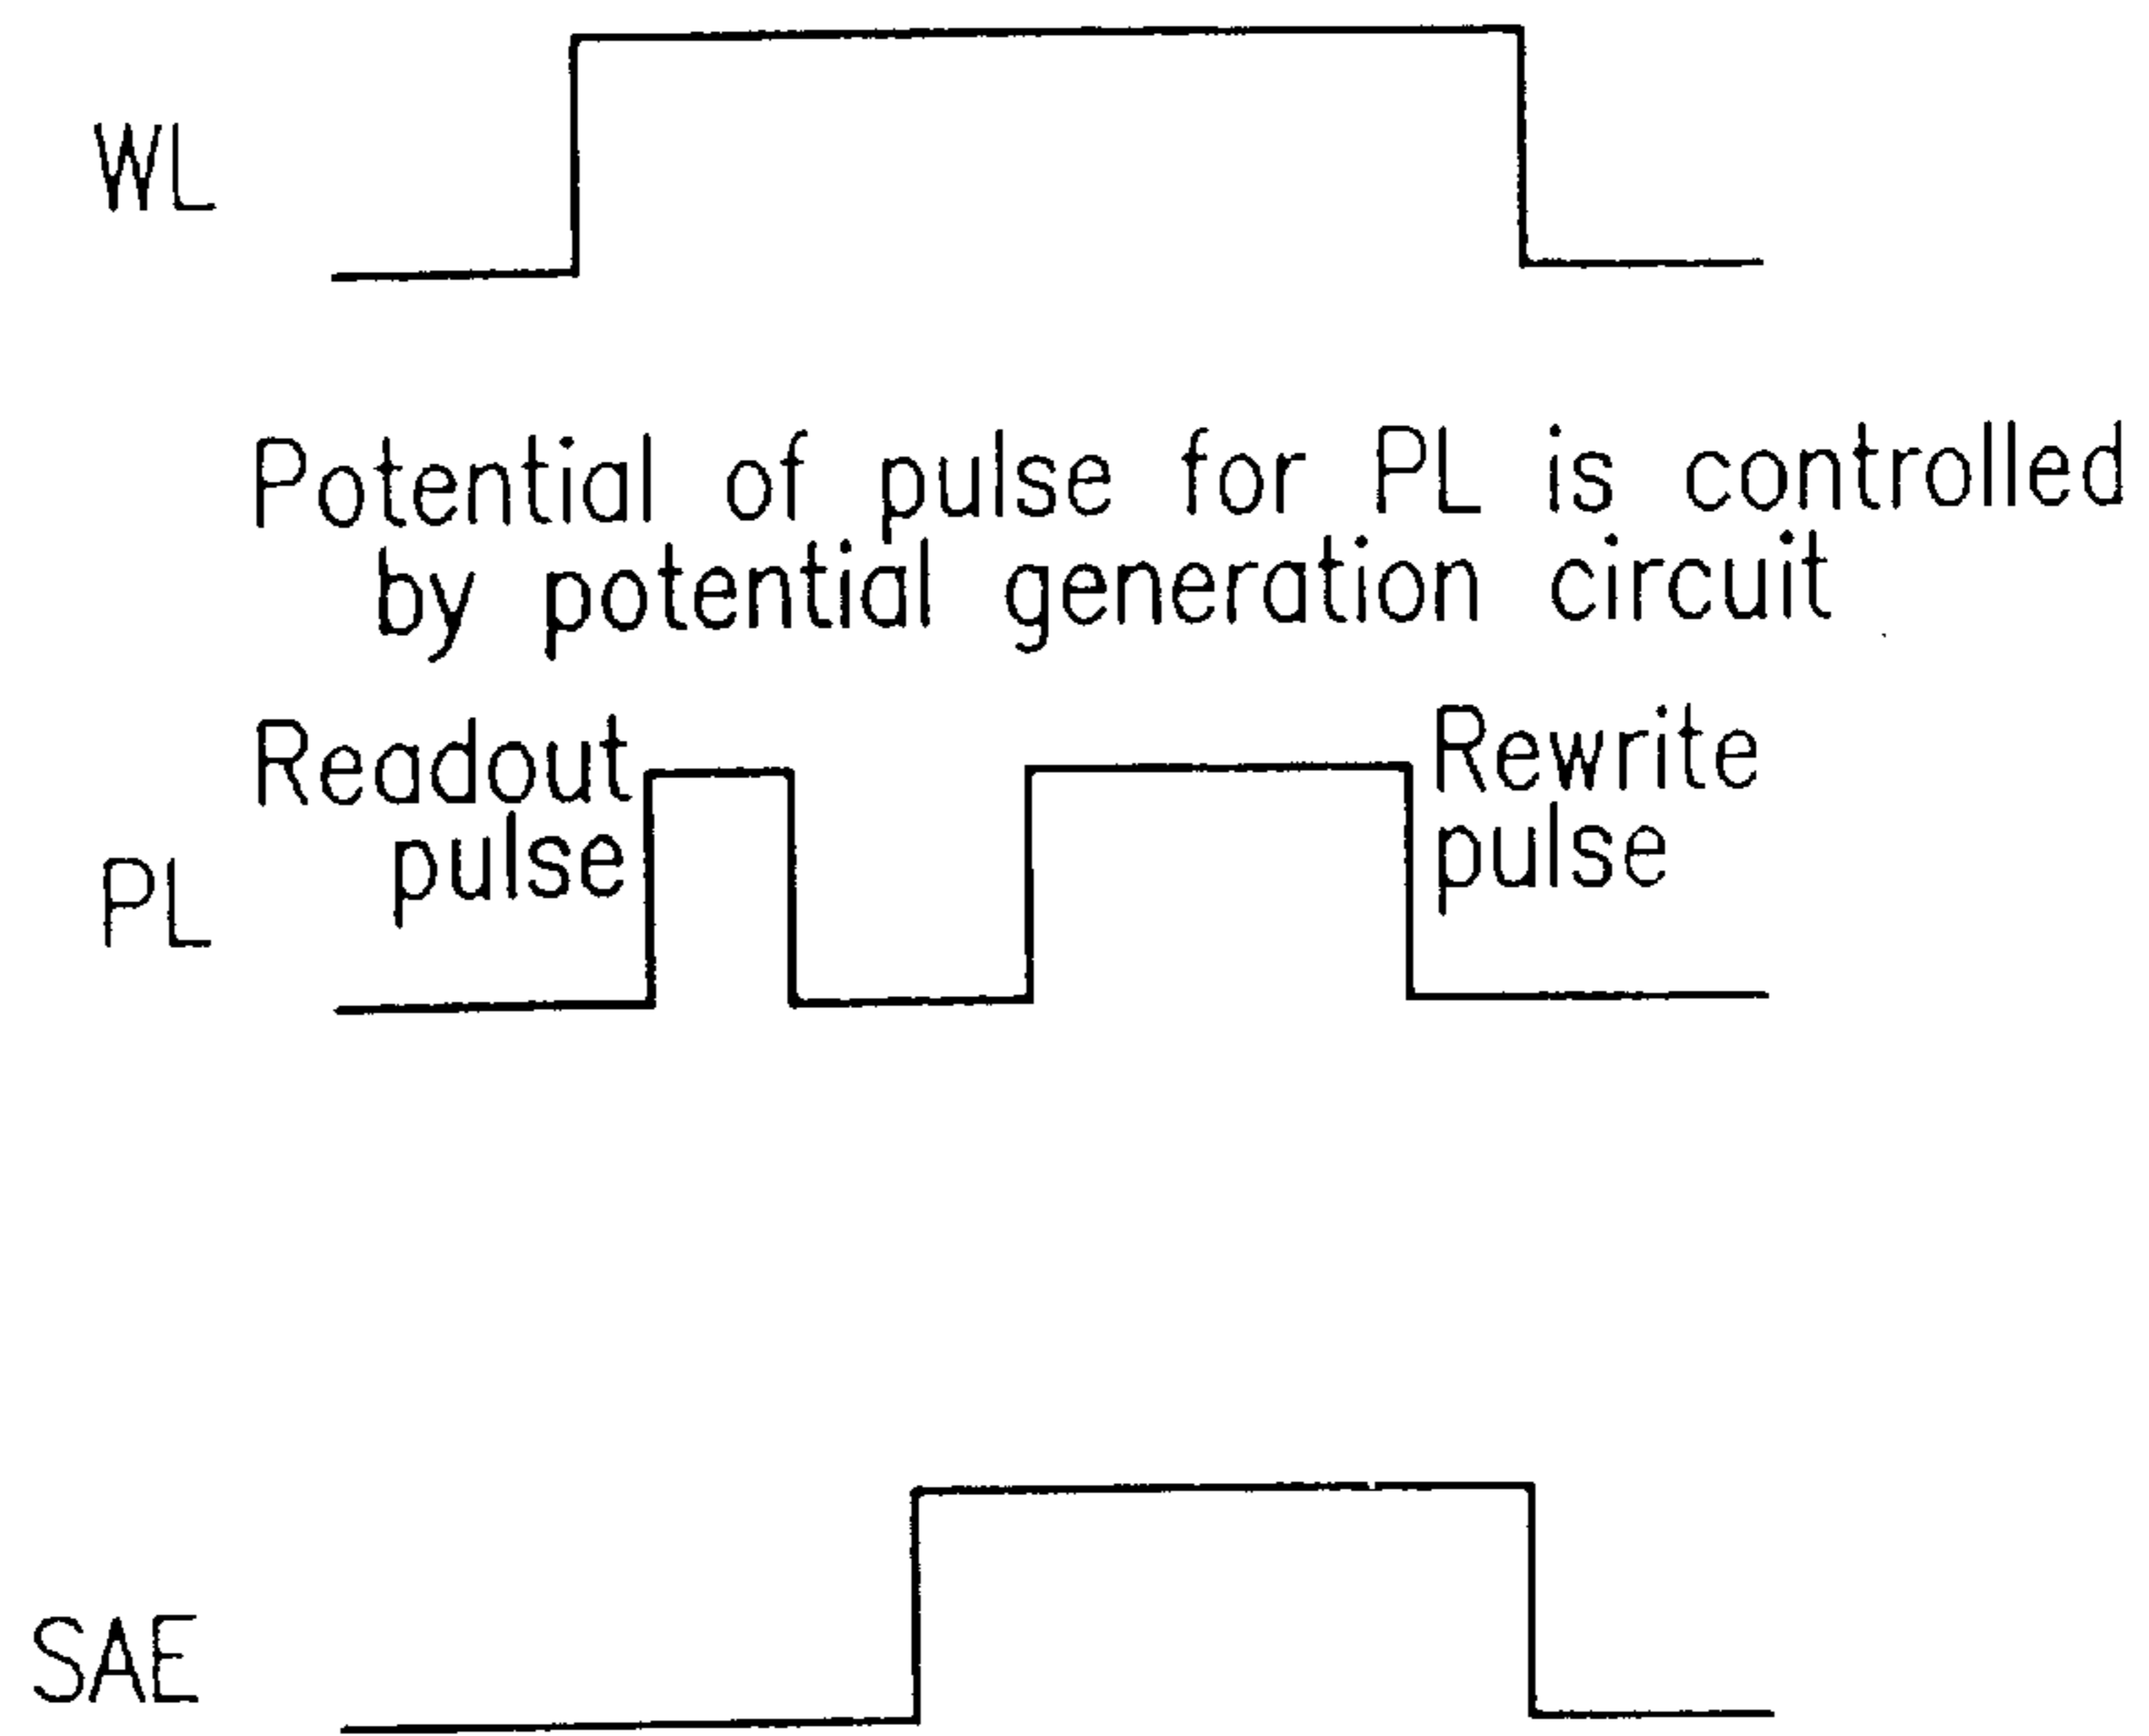 WL
Potential of pulse for PL is controlled
by potential generation circuit
Readout
pulse
Rewrite
pulse
PL
SAE